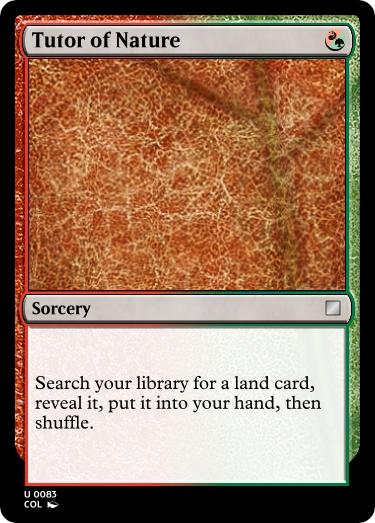 Tutor of Nature
Sorcery
Search your library for a land card,
reveal it, put it into your hand, then
shuffle.
U 0083
COL